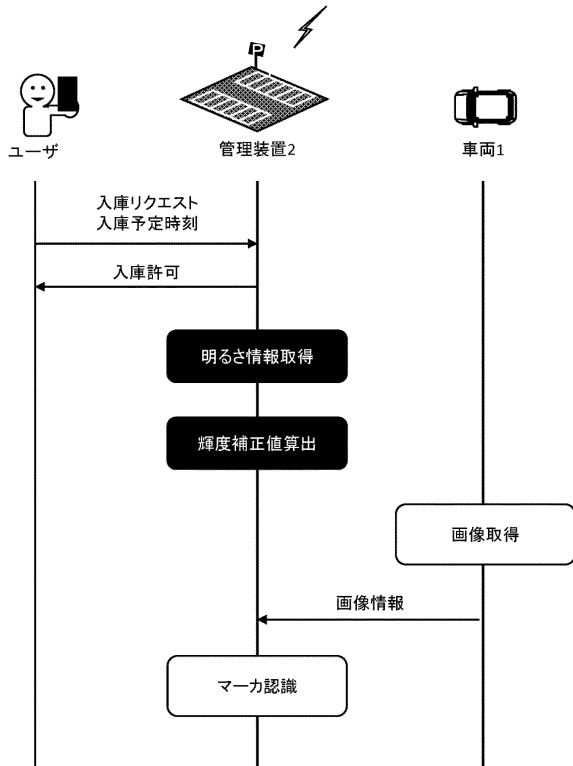 P
ユーザ
管理装置2
車両1
入庫リクエスト
入庫予定時刻
入庫許可
明るさ情報取得
輝度補正値算出
画像取得
画像情報
マーカ認識